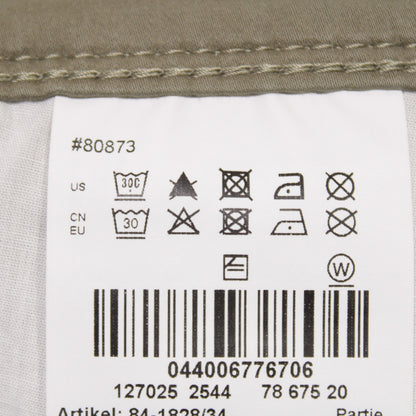 #80873
US 30C
CN
EU 30
W
044006776706
127025 2544 78 675 20
Artikel: 84-1828/34 Partie